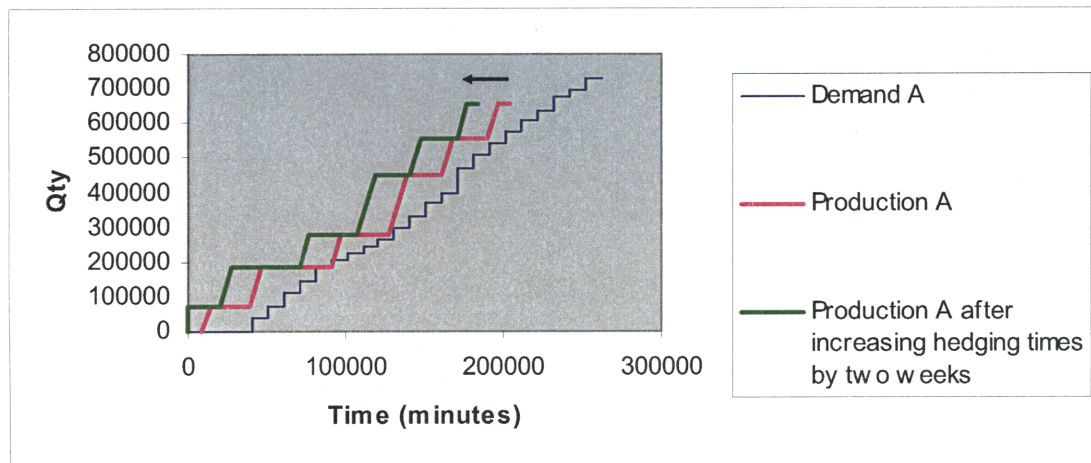 800000
700000
600000
500000
400000
300000
200000
100000
0
Qty
0 100000 200000 300000
Time (minutes)
Demand A
Production A
Production A after
increasing hedging times
by two weeks